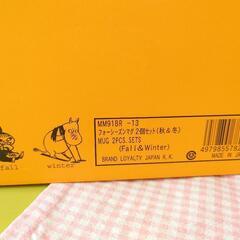 MM918R -13
フォーシーズンマグ2個セット(秋&冬)
MUG 2PCS. SETS
(Fall&Winter)
BRAND LOYALTY JAPAN K.K.
MADE IN JAPAN
fall
winter